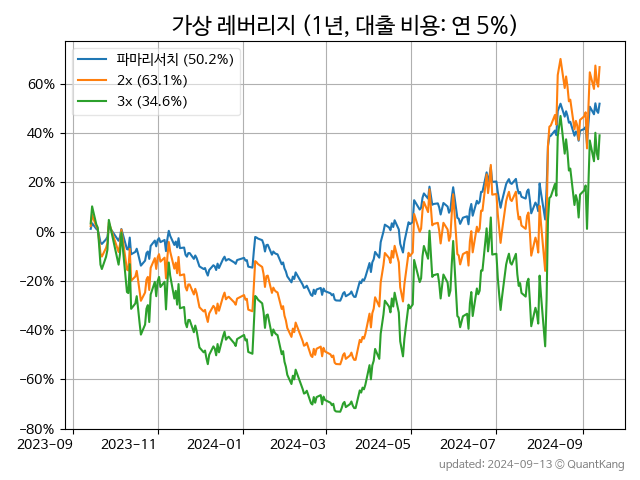 가상 레버리지 (1년, 대출 비용: 연 5%)
파마리서치 (50.2%)
2x (63.1%)
3x (34.6%)
60%
40%
20%
0%
−20%
−40%
−60%
−80%
2023-09 2023-11 2024-01 2024-03 2024-05 2024-07 2024-09
updated: 2024-09-13 © QuantKang